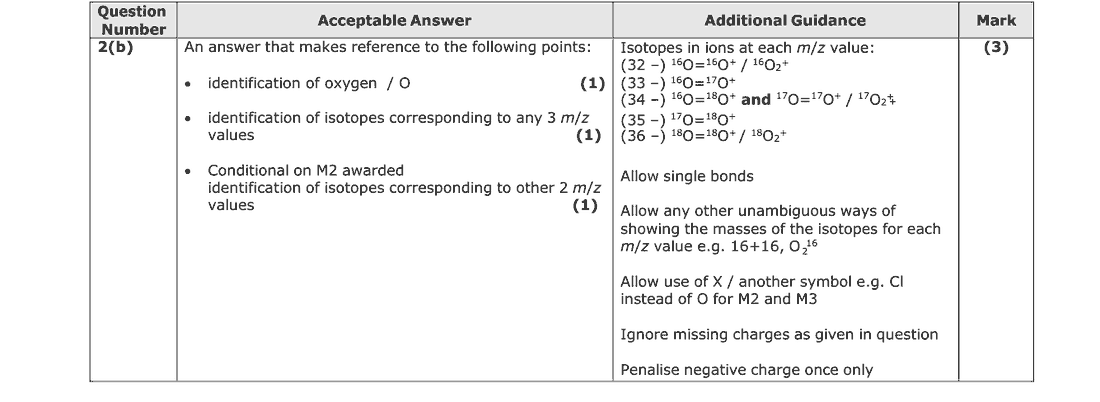 Question
Number
Acceptable Answer
Additional Guidance
Mark
2(b)
An answer that makes reference to the following points:
• identification of oxygen / O (1)
• identification of isotopes corresponding to any 3 m/z
values (1)
• Conditional on M2 awarded
identification of isotopes corresponding to other 2 m/z
values (1)
Isotopes in ions at each m/z value:
(32 –) ¹⁶O=¹⁶O⁺ / ¹⁶O₂⁺
(33 –) ¹⁶O=¹⁷O⁺
(34 –) ¹⁶O=¹⁸O⁺ and ¹⁷O=¹⁷O⁺ / ¹⁷O₂⁺
(35 –) ¹⁷O=¹⁸O⁺
(36 –) ¹⁸O=¹⁸O⁺ / ¹⁸O₂⁺
Allow single bonds
Allow any other unambiguous ways of
showing the masses of the isotopes for each
m/z value e.g. 16+16, O₂¹⁶
Allow use of X / another symbol e.g. Cl
instead of O for M2 and M3
Ignore missing charges as given in question
Penalise negative charge once only
(3)